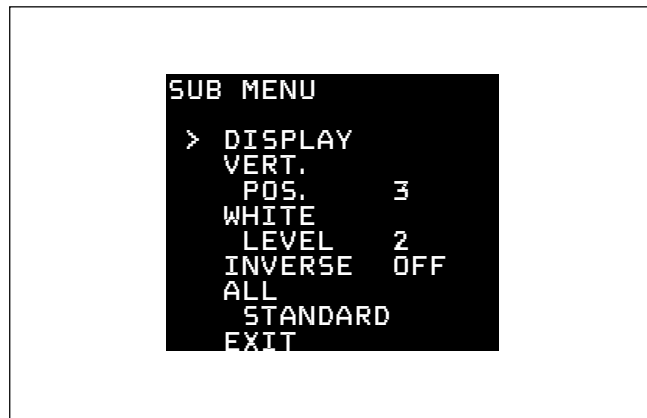 SUB MENU
> DISPLAY
VERT.
POS. 3
WHITE
LEVEL 2
INVERSE OFF
ALL
STANDARD
EXIT